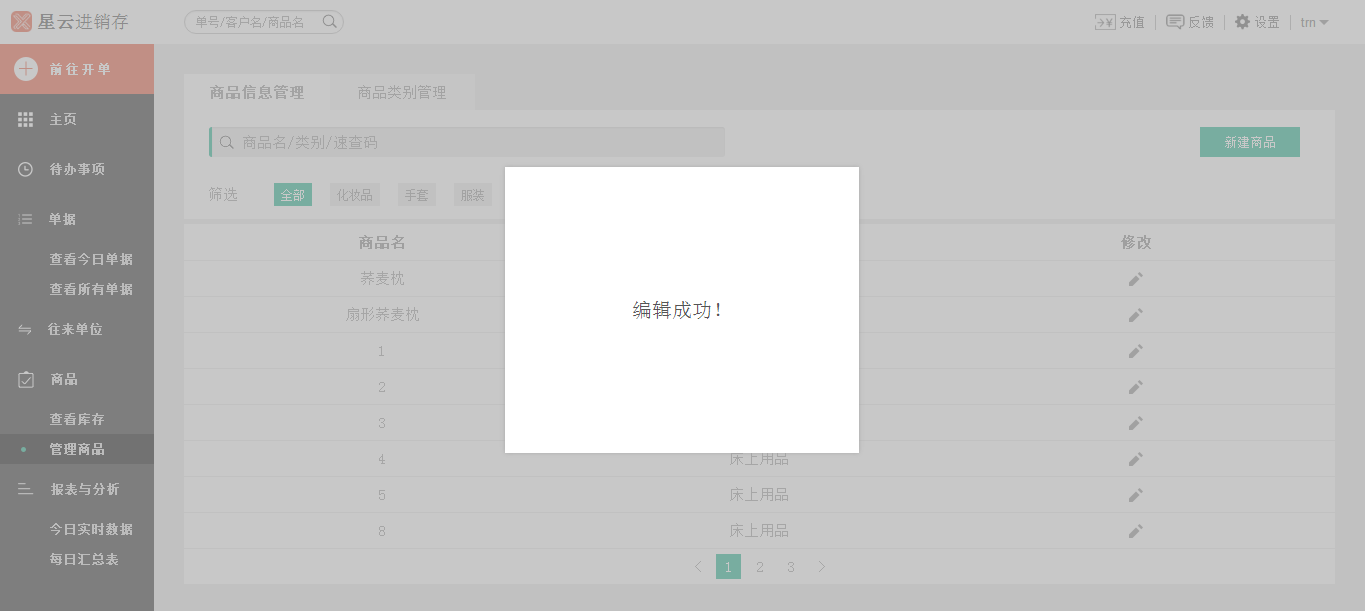 星云进销存
单号/客户名/商品名
充值
反馈
设置
trn
前往开单
主页
待办事项
单据
查看今日单据
查看所有单据
往来单位
商品
查看库存
管理商品
报表与分析
今日实时数据
每日汇总表
商品信息管理
商品类别管理
商品名/类别/速查码
新建商品
筛选 全部 化妆品 手套 服装
商品名 修改
荞麦枕
扇形荞麦枕
1
2
3
4 床上用品
5 床上用品
8 床上用品
编辑成功!
1 2 3